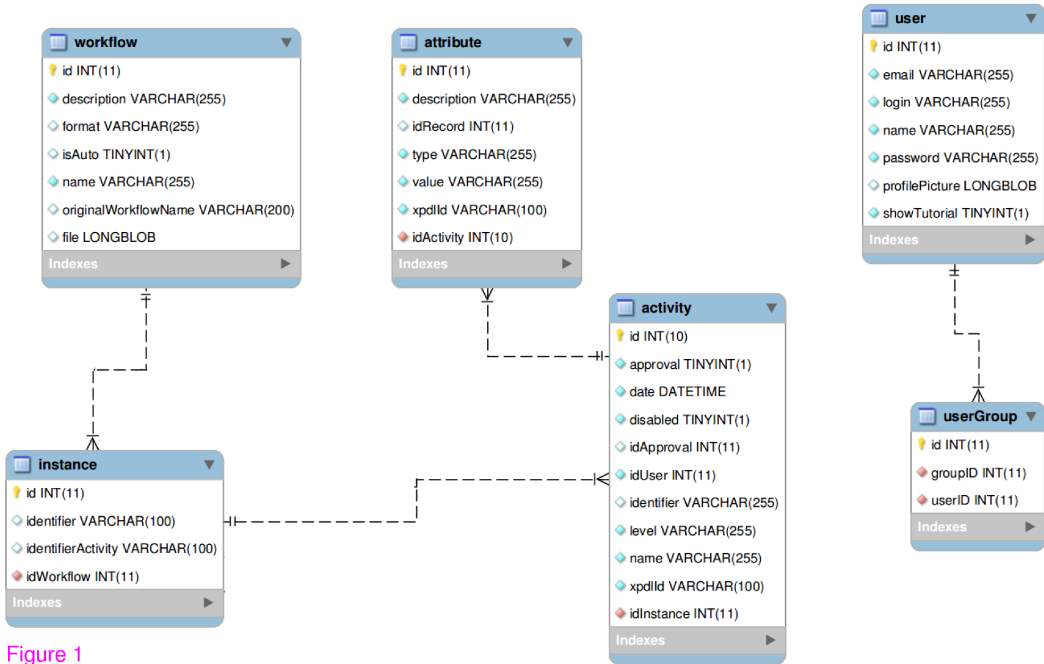 workflow
id INT(11)
description VARCHAR(255)
format VARCHAR(255)
isAuto TINYINT(1)
name VARCHAR(255)
originalWorkflowName VARCHAR(200)
file LONGBLOB
Indexes
attribute
id INT(11)
description VARCHAR(255)
idRecord INT(11)
type VARCHAR(255)
value VARCHAR(255)
xpdlId VARCHAR(100)
idActivity INT(10)
Indexes
user
id INT(11)
email VARCHAR(255)
login VARCHAR(255)
name VARCHAR(255)
password VARCHAR(255)
profilePicture LONGBLOB
showTutorial TINYINT(1)
Indexes
instance
id INT(11)
identifier VARCHAR(100)
identifierActivity VARCHAR(100)
idWorkflow INT(11)
Indexes
activity
id INT(10)
approval TINYINT(1)
date DATETIME
disabled TINYINT(1)
idApproval INT(11)
idUser INT(11)
identifier VARCHAR(255)
level VARCHAR(255)
name VARCHAR(255)
xpdlId VARCHAR(100)
idInstance INT(11)
Indexes
userGroup
id INT(11)
groupID INT(11)
userID INT(11)
Indexes
Figure 1